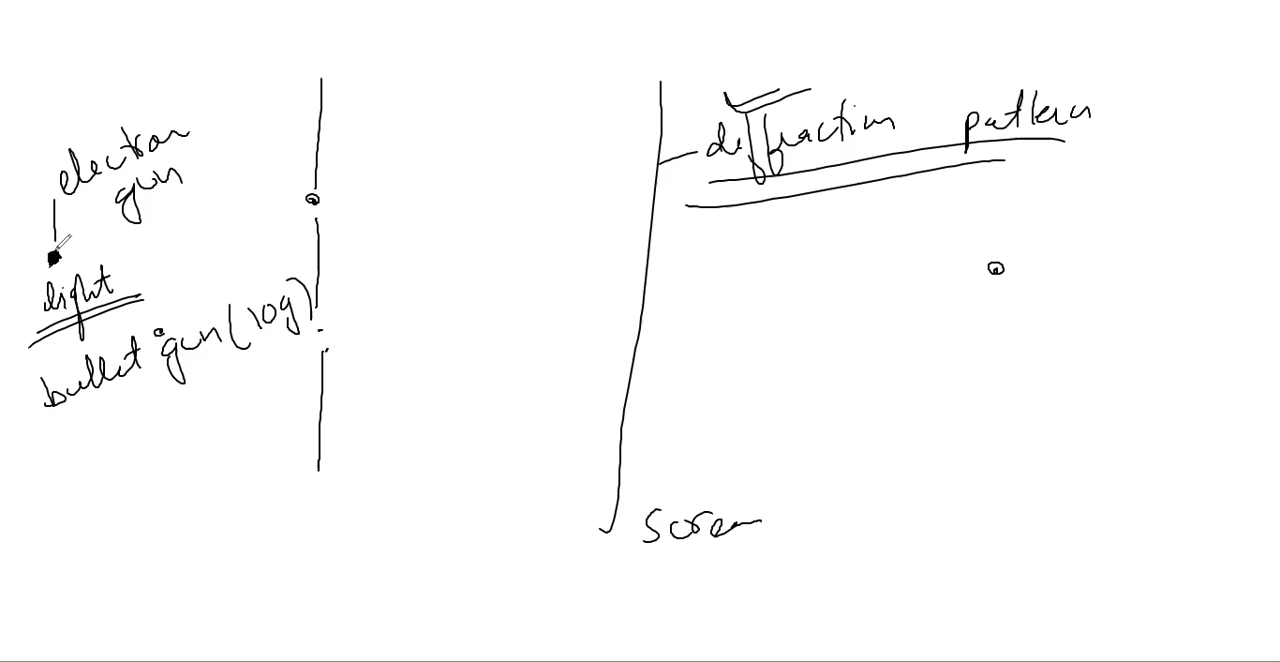 electron
gun
light
bullet gun (10g)
diffraction pattern
screen